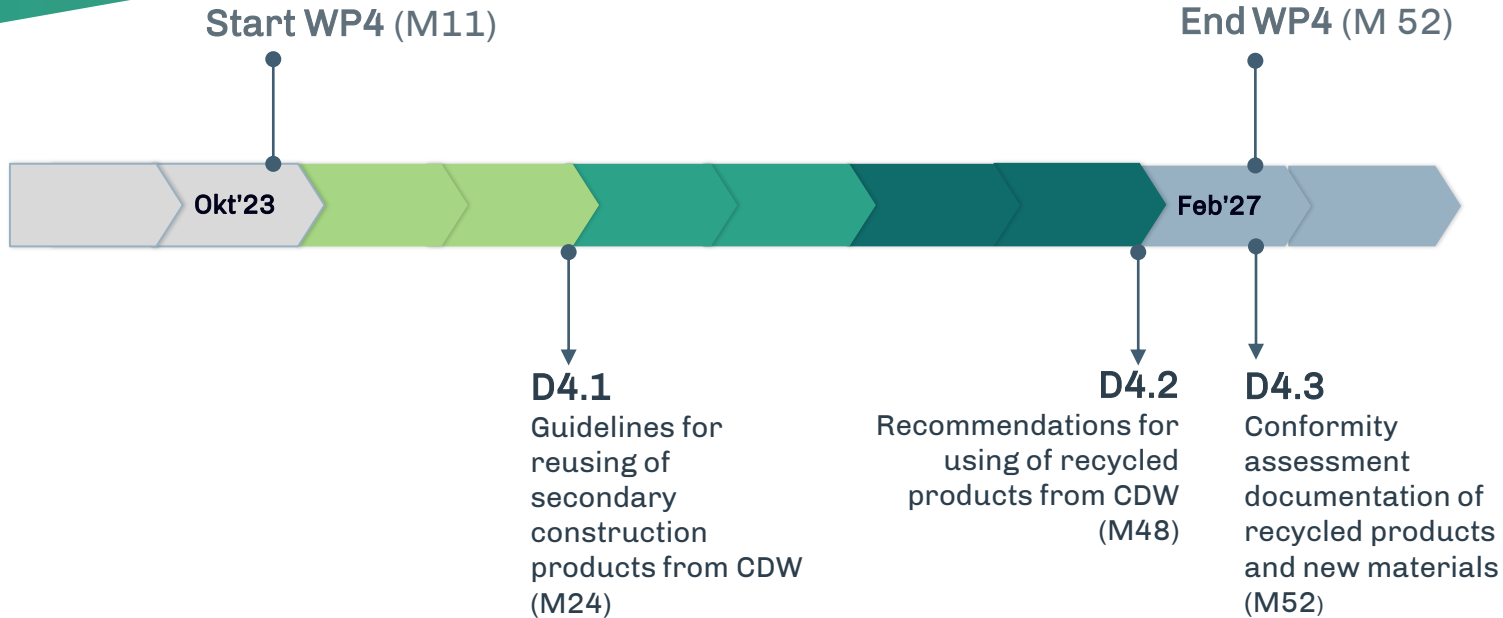 Start WP4 (M11)
End WP4 (M 52)
Okt'23
Feb'27
D4.1
Guidelines for
reusing of
secondary
construction
products from CDW
(M24)
D4.2
Recommendations for
using of recycled
products from CDW
(M48)
D4.3
Conformity
assessment
documentation of
recycled products
and new materials
(M52)